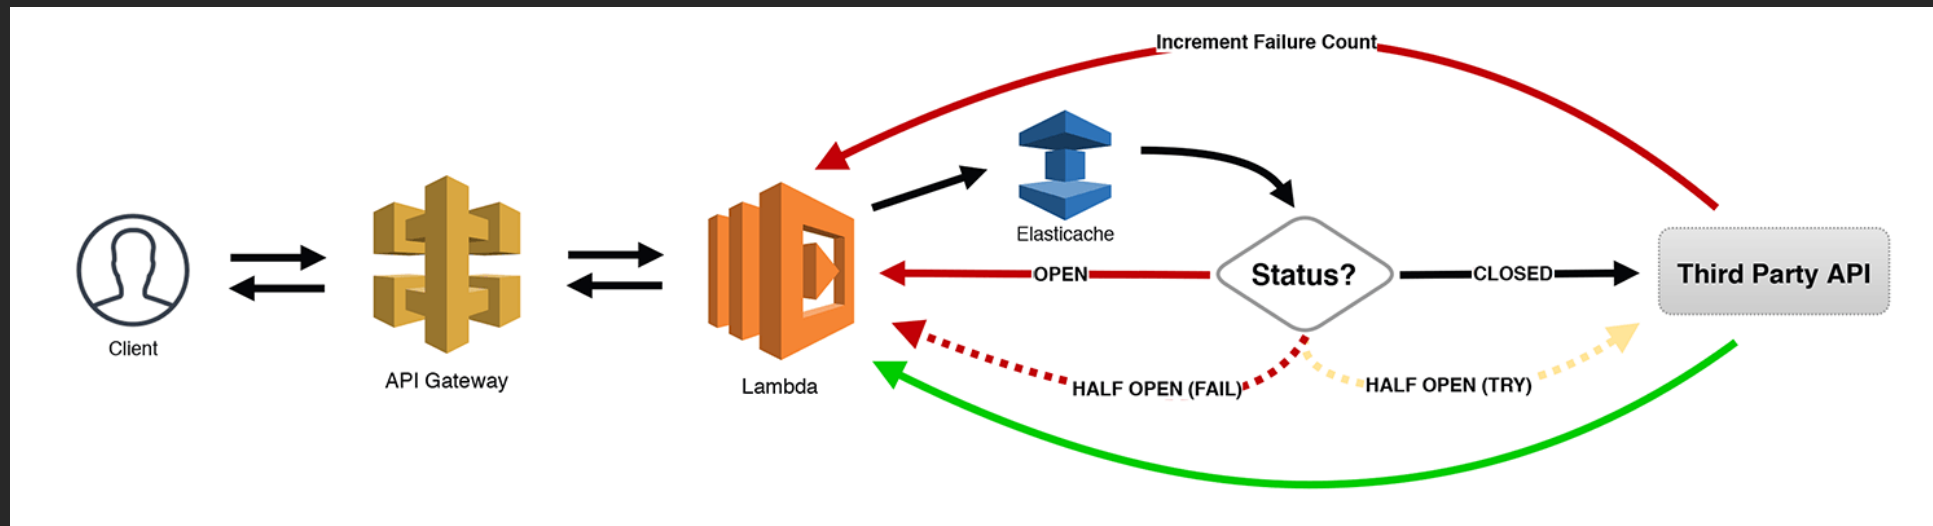 Increment Failure Count
Elasticache
OPEN
Status?
CLOSED
Third Party API
Client
API Gateway
Lambda
HALF OPEN (FAIL)
HALF OPEN (TRY)